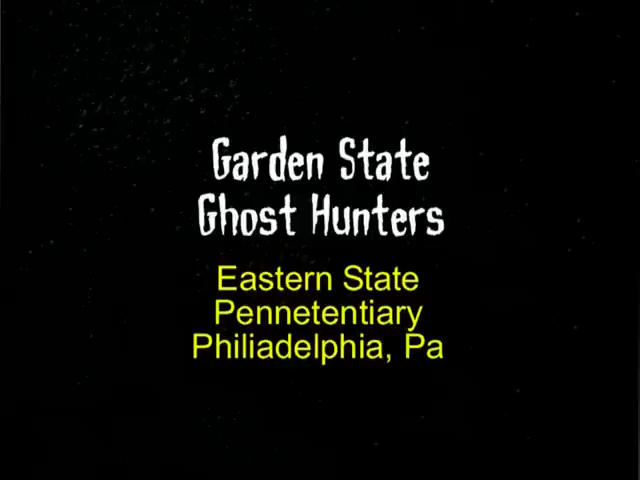 Garden State
Ghost Hunters
Eastern State
Pennetentiary
Philiadelphia, Pa